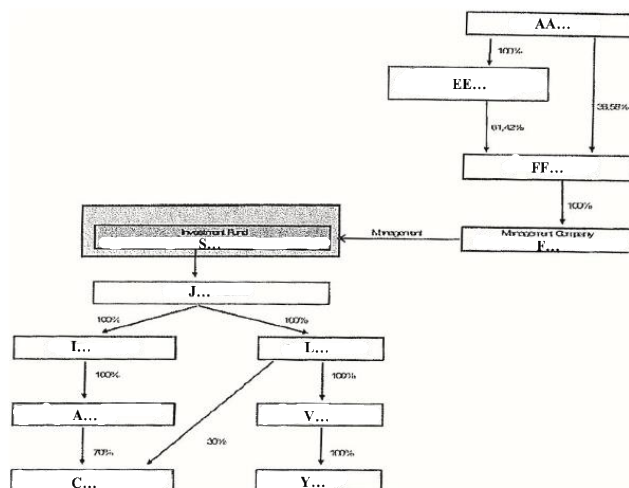 AA...
100%
EE...
38,58%
61,42%
FF...
100%
Investment Fund
S...
Management
Management Company
F...
J...
100%
100%
I...
L...
100%
100%
A...
V...
70%
30%
100%
C...
Y...